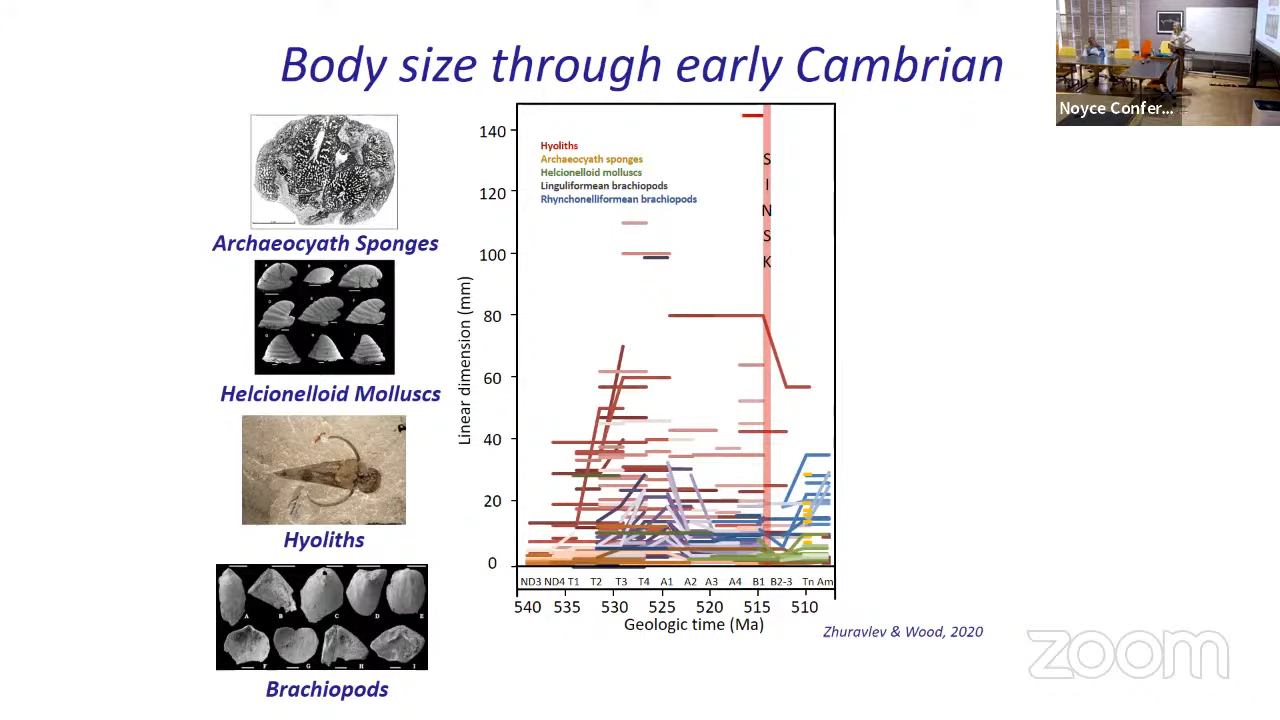 Body size through early Cambrian
Noyce Confer...
Archaeocyath Sponges
Helcionelloid Molluscs
Hyoliths
Brachiopods
Linear dimension (mm)
140
120
100
80
60
40
20
0
Hyoliths
Archaeocyath sponges
Helcionelloid molluscs
Linguliformean brachiopods
Rhynchonelliformean brachiopods
S
I
N
S
K
ND3 ND4 T1 T2 T3 T4 A1 A2 A3 A4 B1 B2-3 Tn Am
540 535 530 525 520 515 510
Geologic time (Ma)
Zhuravlev & Wood, 2020
zoom